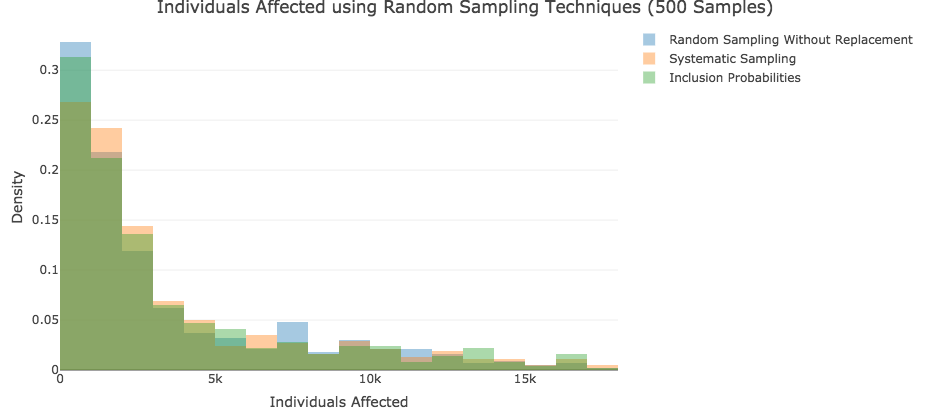 Individuals Affected using Random Sampling Techniques (500 Samples)
Random Sampling Without Replacement
Systematic Sampling
Inclusion Probabilities
0.3
0.25
0.2
0.15
0.1
0.05
0
Density
0 5k 10k 15k
Individuals Affected